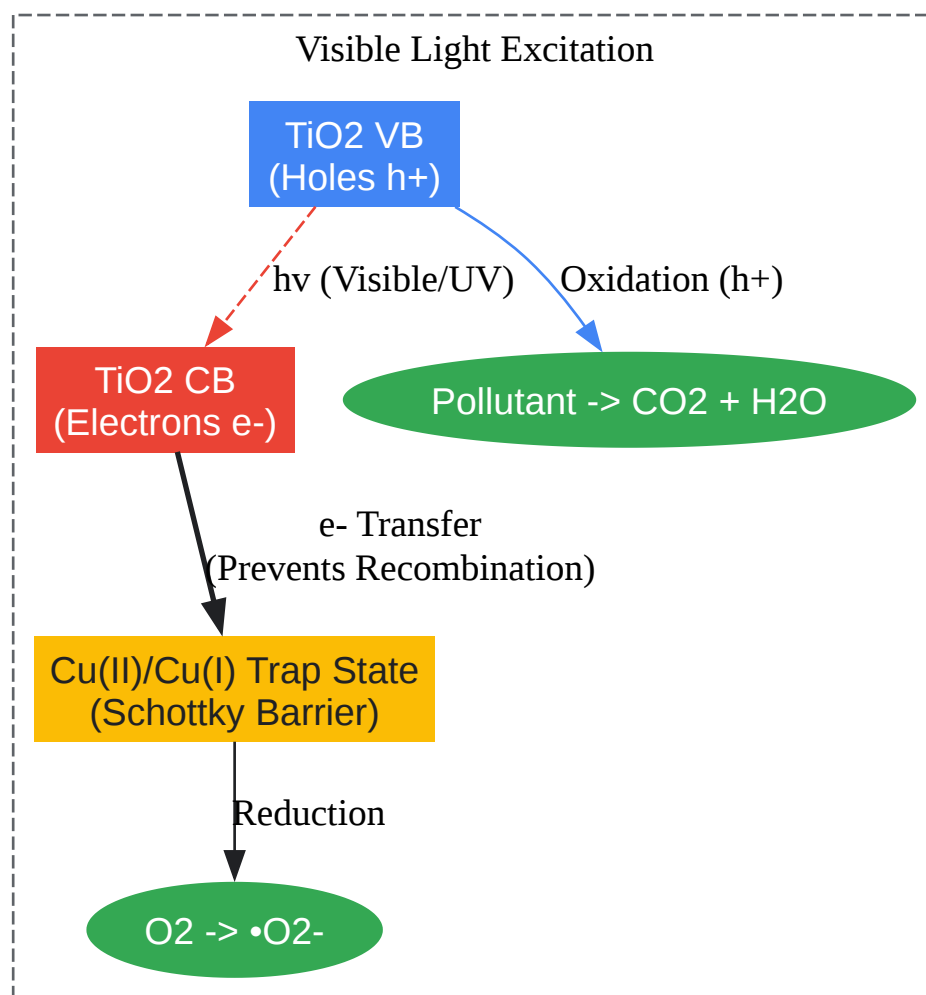 Visible Light Excitation
TiO2 VB
(Holes h+)
hv (Visible/UV)
Oxidation (h+)
TiO2 CB
(Electrons e-)
Pollutant -> CO2 + H2O
e- Transfer
(Prevents Recombination)
Cu(II)/Cu(I) Trap State
(Schottky Barrier)
Reduction
O2 -> •O2-